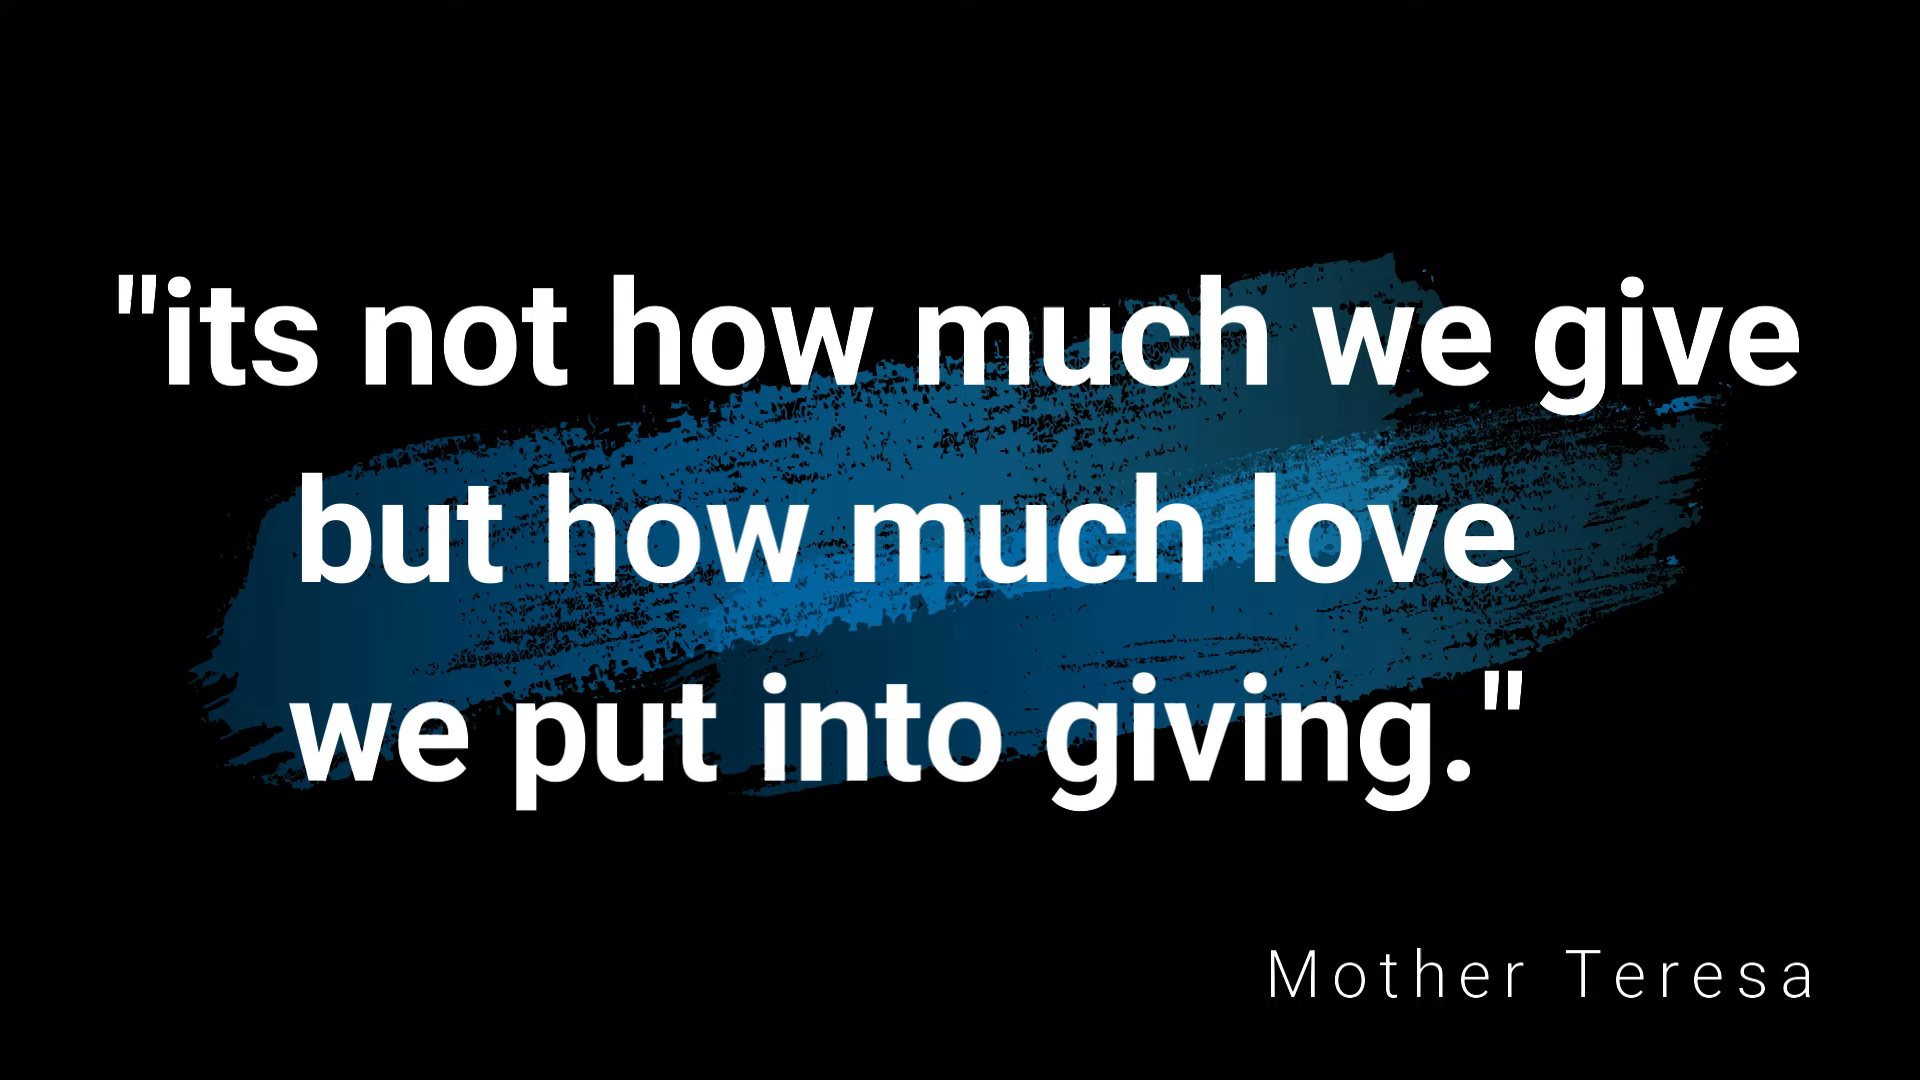 "its not how much we give
but how much love
we put into giving."
Mother Teresa